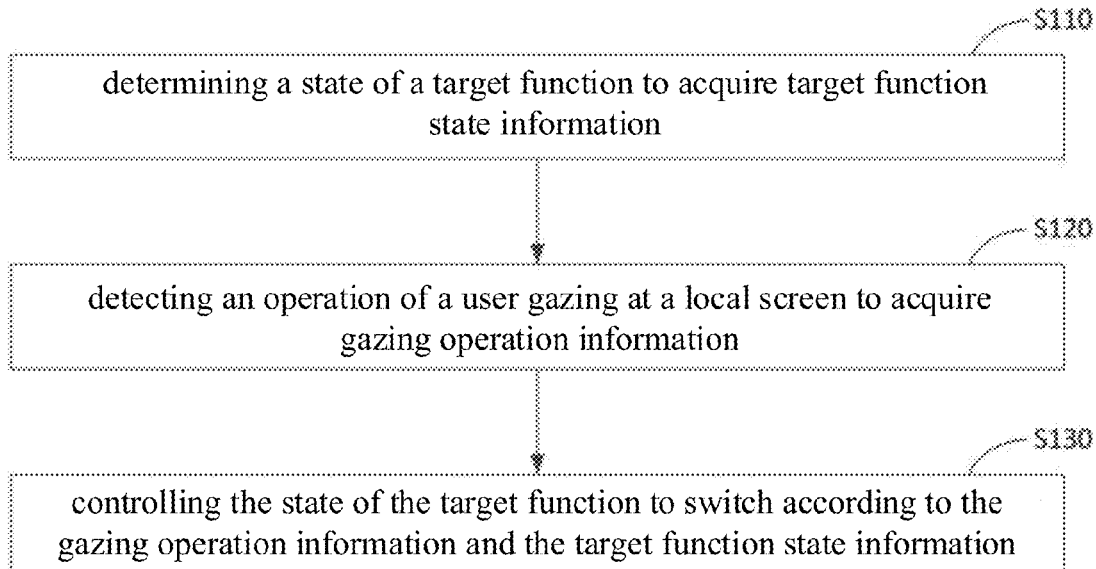 S110
determining a state of a target function to acquire target function
state information
S120
detecting an operation of a user gazing at a local screen to acquire
gazing operation information
S130
controlling the state of the target function to switch according to the
gazing operation information and the target function state information